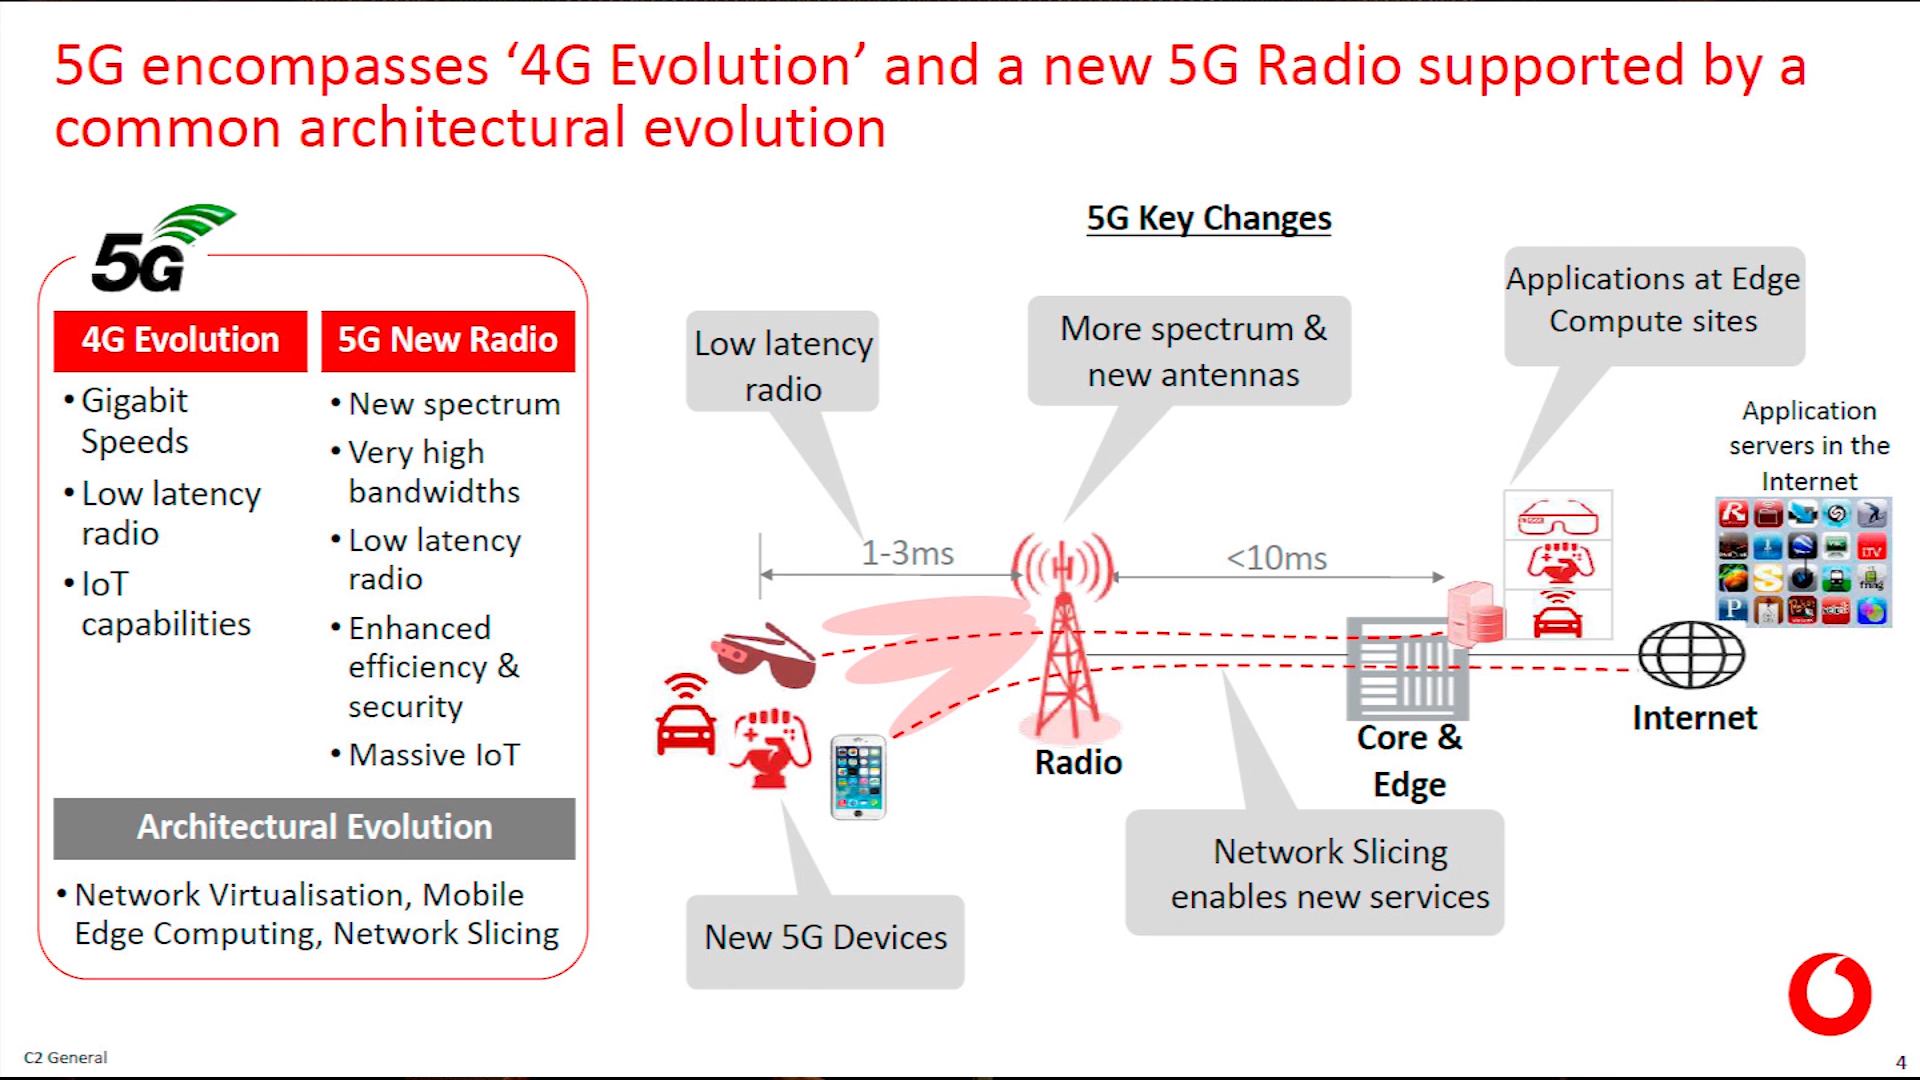 5G encompasses ‘4G Evolution’ and a new 5G Radio supported by a
common architectural evolution
5G
4G Evolution
• Gigabit
Speeds
• Low latency
radio
• IoT
capabilities
5G New Radio
• New spectrum
• Very high
bandwidths
• Low latency
radio
• Enhanced
efficiency &
security
• Massive IoT
Architectural Evolution
• Network Virtualisation, Mobile
Edge Computing, Network Slicing
5G Key Changes
Low latency
radio
More spectrum &
new antennas
Applications at Edge
Compute sites
Application
servers in the
Internet
1-3ms
<10ms
Radio
Core &
Edge
Internet
New 5G Devices
Network Slicing
enables new services
C2 General
4